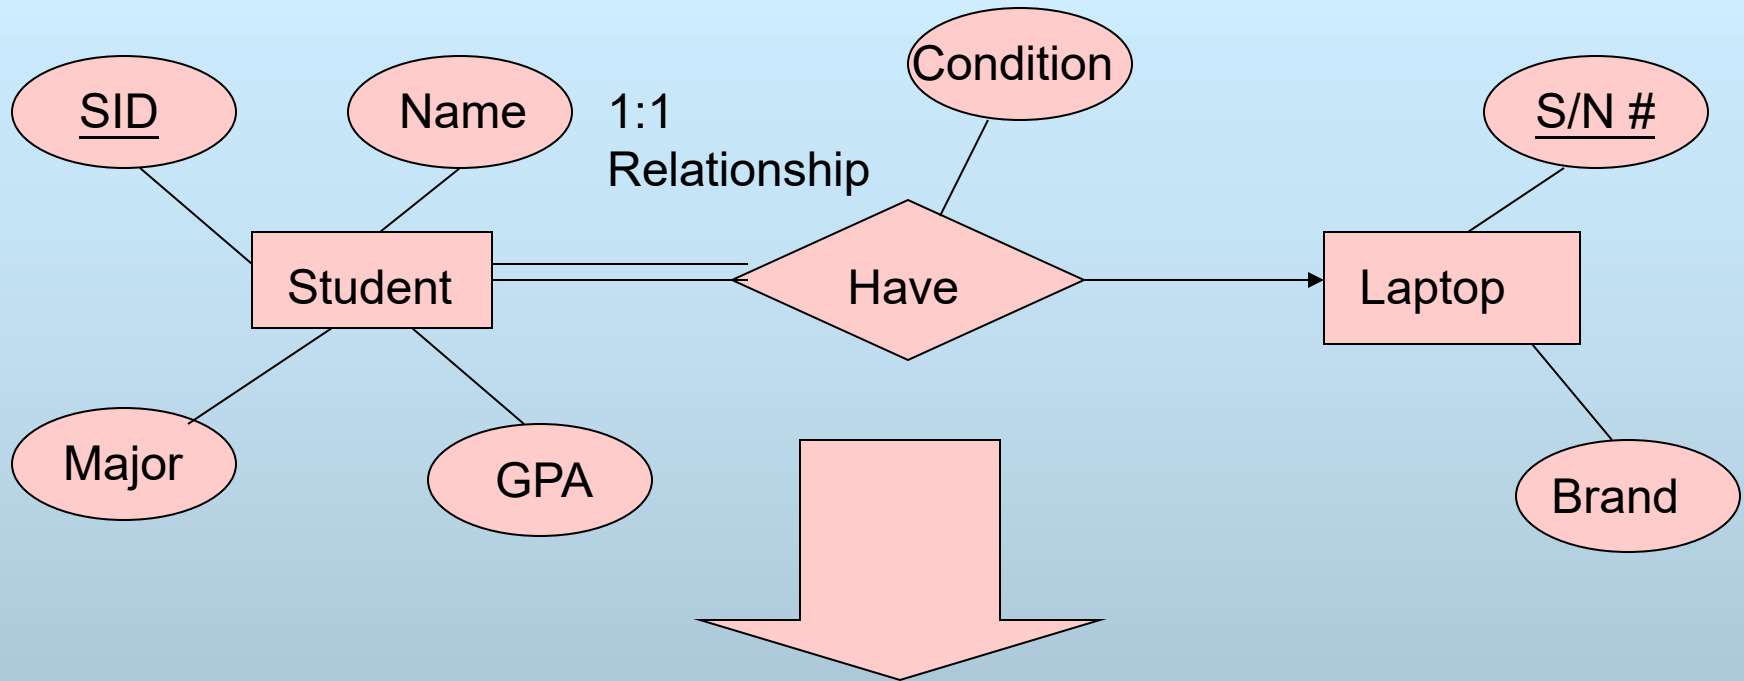 Condition
SID
Name
1:1
Relationship
S/N #
Student
Have
Laptop
Major
GPA
Brand